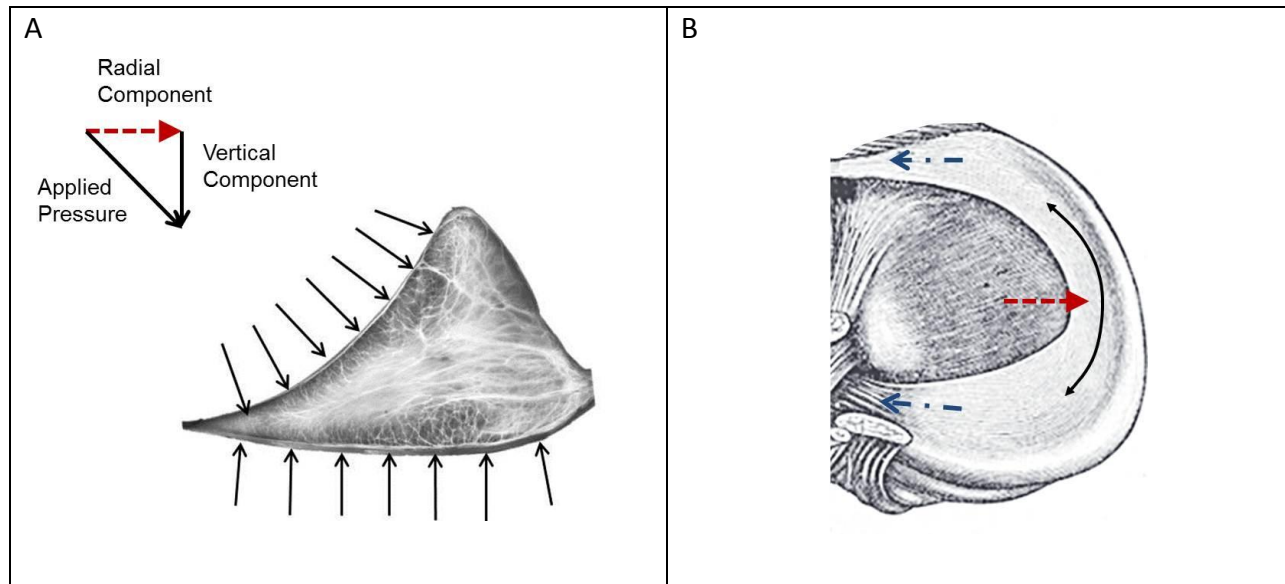 A
Radial
Component
Vertical
Component
Applied
Pressure
B